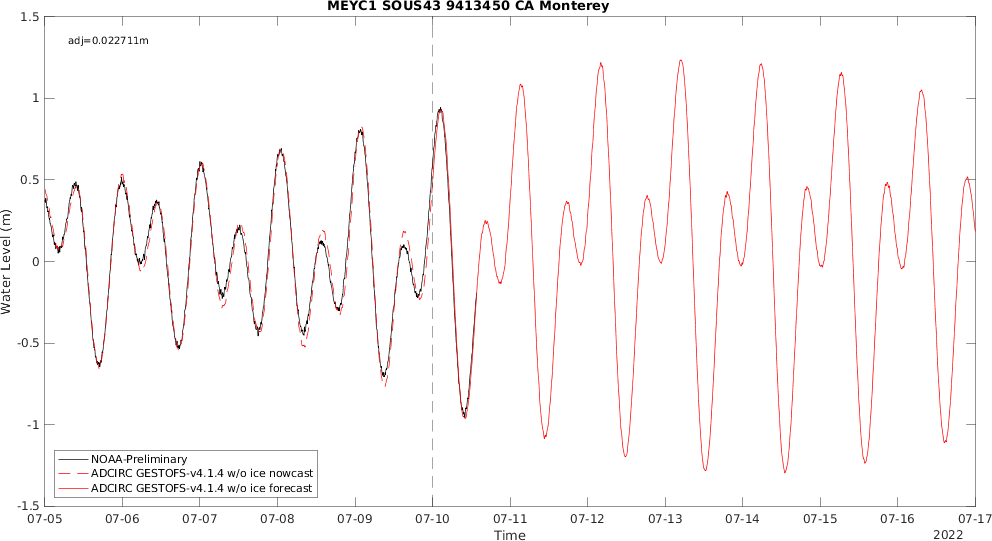 MEYC1 SOUS43 9413450 CA Monterey
adj=0.022711m
1.5
1
0.5
0
-0.5
-1
-1.5
Water Level (m)
NOAA-Preliminary
ADCIRC GESTOFS-v4.1.4 w/o ice nowcast
ADCIRC GESTOFS-v4.1.4 w/o ice forecast
07-05 07-06 07-07 07-08 07-09 07-10 07-11 07-12 07-13 07-14 07-15 07-16 07-17
Time
2022